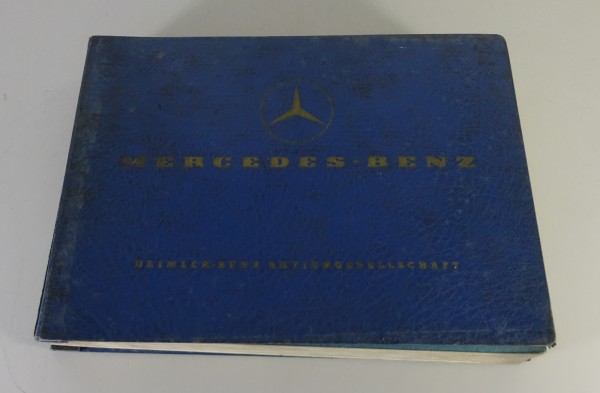 MERCEDES-BENZ
DAIMLER-BENZ AKTIENGESELLSCHAFT